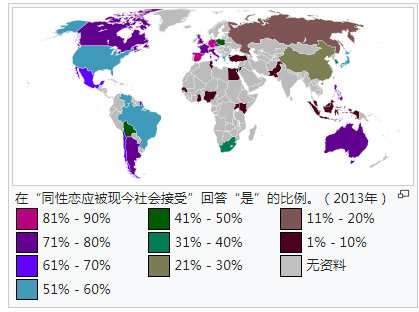 在“同性恋应被现今社会接受”回答“是”的比例。(2013年)
81% - 90%
41% - 50%
11% - 20%
71% - 80%
31% - 40%
1% - 10%
61% - 70%
21% - 30%
无资料
51% - 60%